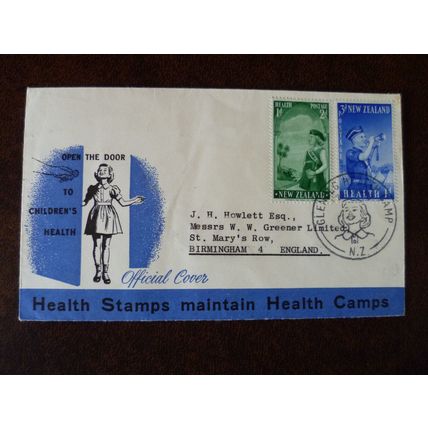 OPEN THE DOOR
TO
CHILDREN'S
HEALTH
Official Cover
HEALTH POSTAGE
1d 2d
NEW ZEALAND
3d NEW ZEALAND
HEALTH 1d
CAMP
N.Z.
J. H. Howlett Esq.,
Messrs W. W. Greener Limited,
St. Mary's Row,
BIRMINGHAM 4 ENGLAND.
Health Stamps maintain Health Camps